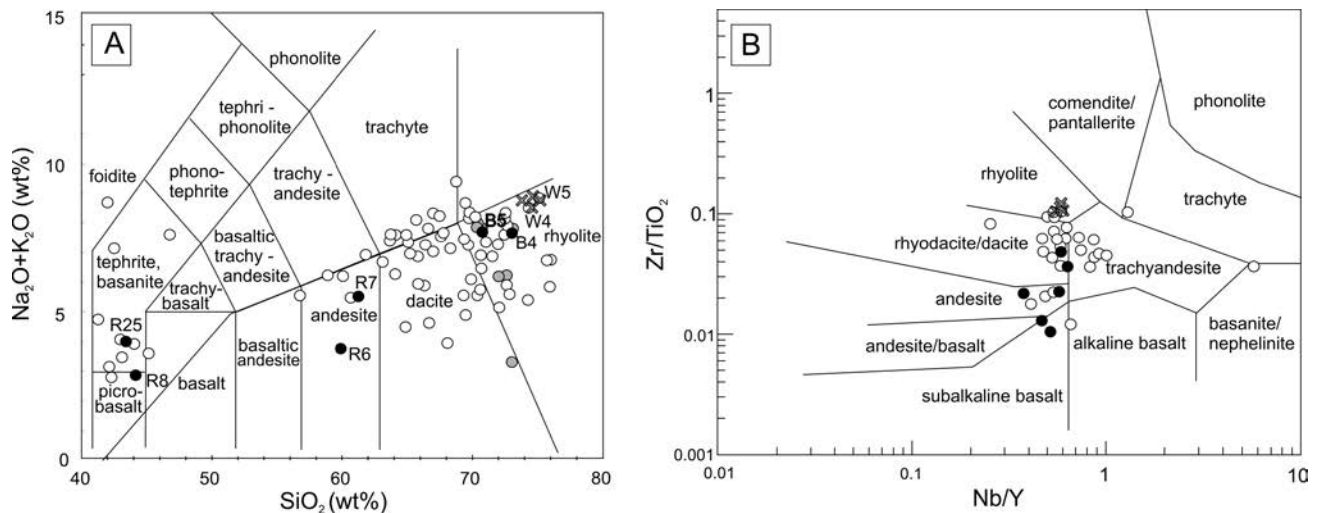 A
15
10
5
0
Na₂O+K₂O (wt%)
40
50
60
70
80
SiO₂ (wt%)
phonolite
tephri -
phonolite
trachyte
foidite
phono-
tephrite
trachy -
andesite
tephrite,
basanite
basaltic
trachy -
andesite
trachy-
basalt
picro-
basalt
basalt
basaltic
andesite
andesite
dacite
rhyolite
R25
R8
R7
R6
B5
B4
W5
W4
B
1
0.1
0.01
0.001
Zr/TiO₂
0.01
0.1
1
10
Nb/Y
comendite/
pantallerite
phonolite
rhyolite
trachyte
rhyodacite/dacite
trachyandesite
andesite
andesite/basalt
alkaline basalt
basanite/
nephelinite
subalkaline basalt